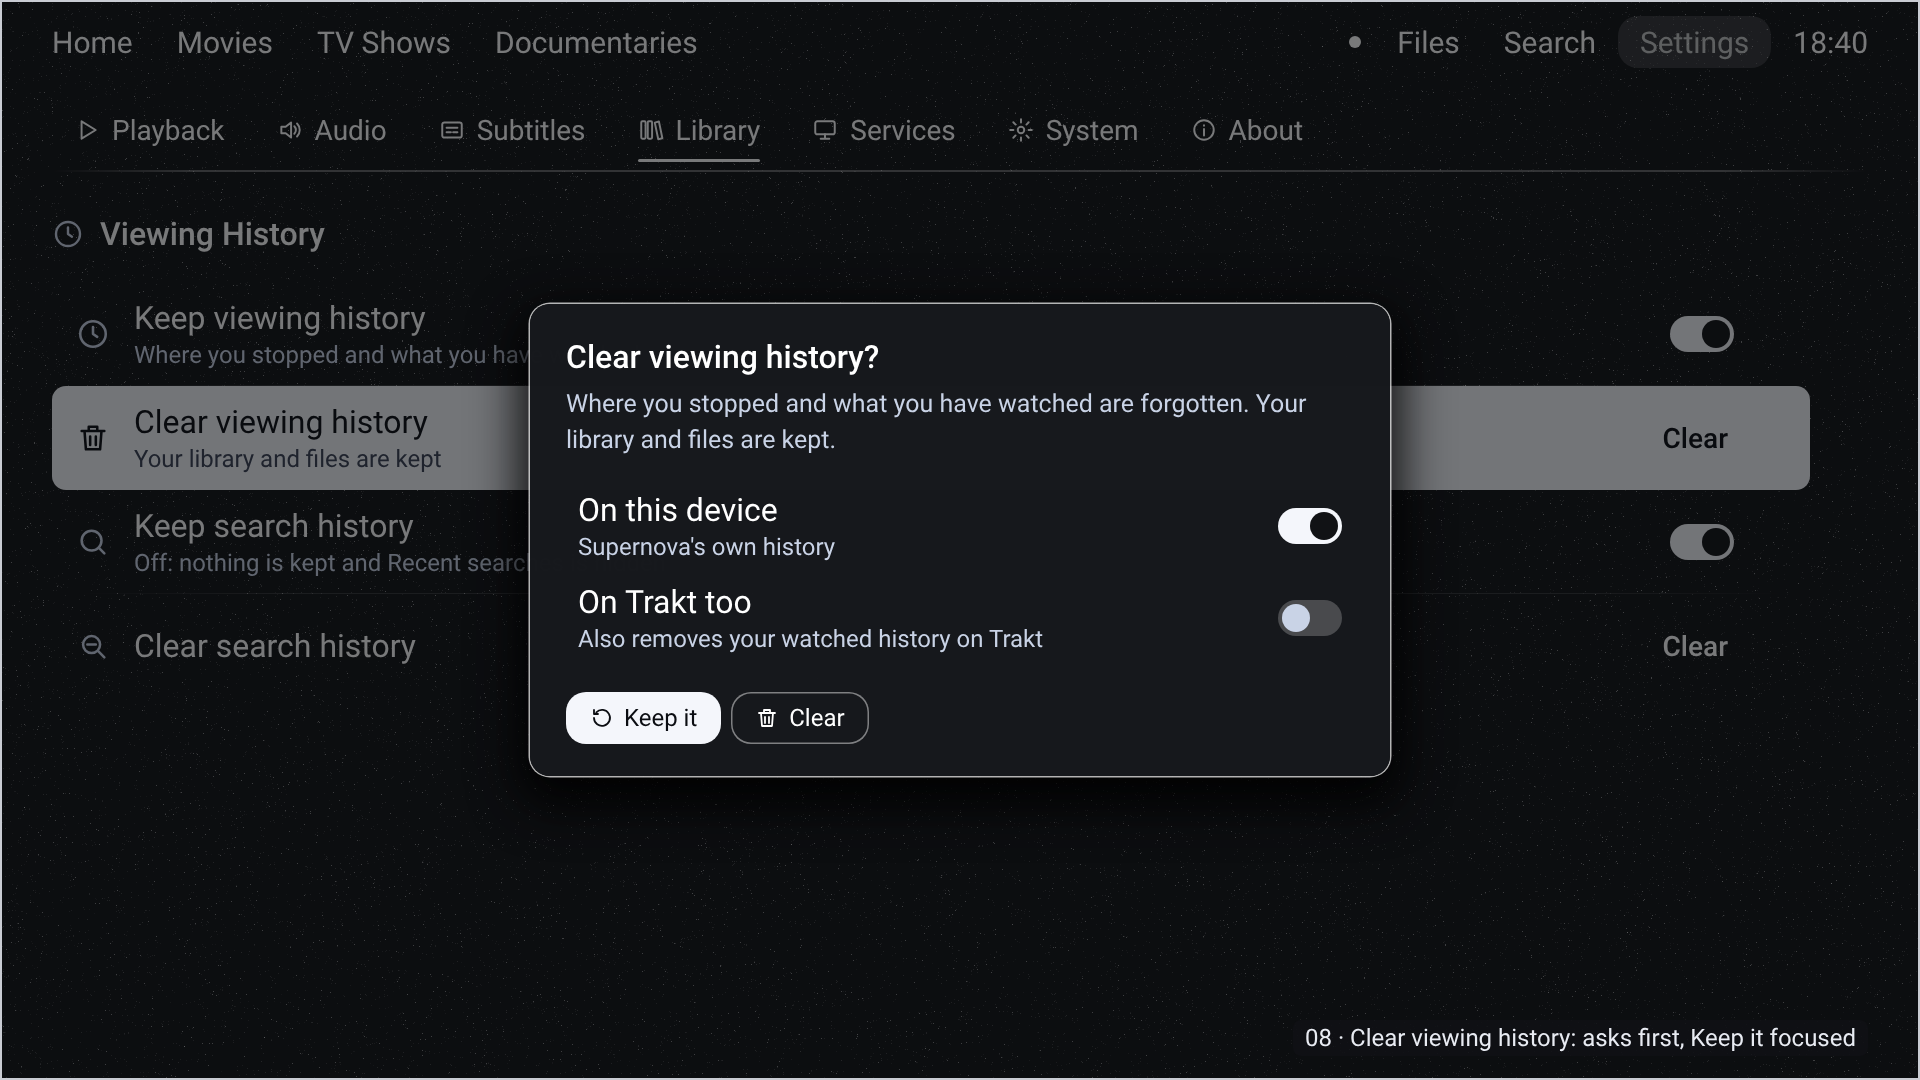 Home Movies TV Shows Documentaries Files Search Settings 18:40
Playback Audio Subtitles Library Services System About
Viewing History
Keep viewing history
Where you stopped and what you hav
Clear viewing history
Your library and files are kept
Clear
Keep search history
Off: nothing is kept and Recent searc
Clear search history
Clear
Clear viewing history?
Where you stopped and what you have watched are forgotten. Your
library and files are kept.
On this device
Supernova's own history
On Trakt too
Also removes your watched history on Trakt
Keep it Clear
08 · Clear viewing history: asks first, Keep it focused